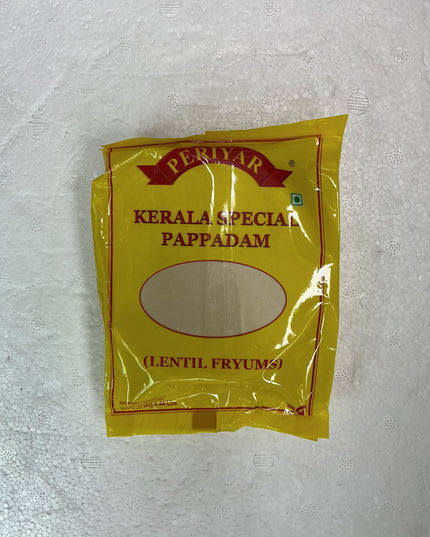 PERIYAR
®
KERALA SPECIAL
PAPPADAM
(LENTIL FRYUMS)